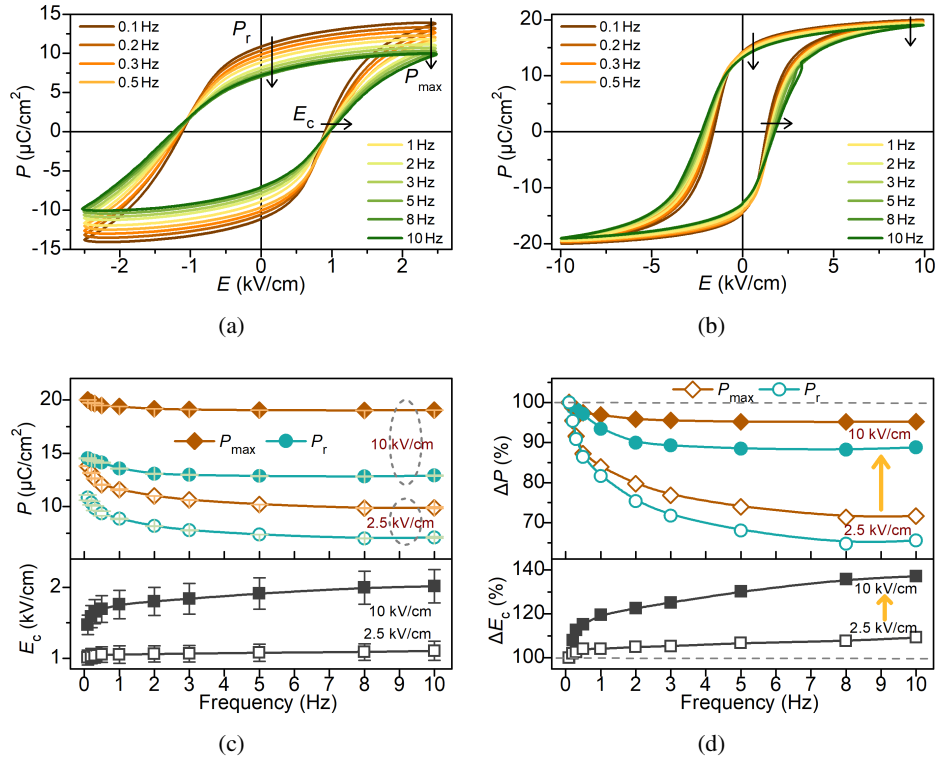 15
10
5
0
-5
-10
-15
P (μC/cm²)
0.1 Hz
0.2 Hz
0.3 Hz
0.5 Hz
Pr
Pmax
Ec
1 Hz
2 Hz
3 Hz
5 Hz
8 Hz
10 Hz
-2 -1 0 1 2
E (kV/cm)
(a)
20
10
0
-10
-20
P (μC/cm²)
0.1 Hz
0.2 Hz
0.3 Hz
0.5 Hz
1 Hz
2 Hz
3 Hz
5 Hz
8 Hz
10 Hz
-10 -5 0 5 10
E (kV/cm)
(b)
20
15
10
P (μC/cm²)
Pmax Pr
10 kV/cm
2.5 kV/cm
2
1
Ec (kV/cm)
10 kV/cm
2.5 kV/cm
0 1 2 3 4 5 6 7 8 9 10
Frequency (Hz)
(c)
100
90
80
70
ΔP (%)
Pmax Pr
10 kV/cm
2.5 kV/cm
140
120
100
ΔEc (%)
10 kV/cm
2.5 kV/cm
0 1 2 3 4 5 6 7 8 9 10
Frequency (Hz)
(d)